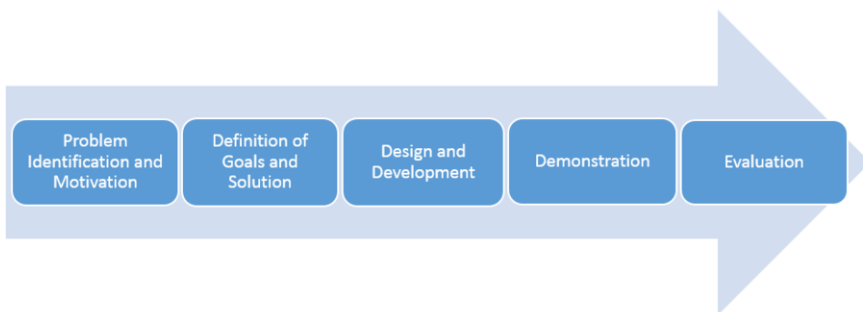 Problem
Identification and
Motivation
Definition of
Goals and
Solution
Design and
Development
Demonstration
Evaluation